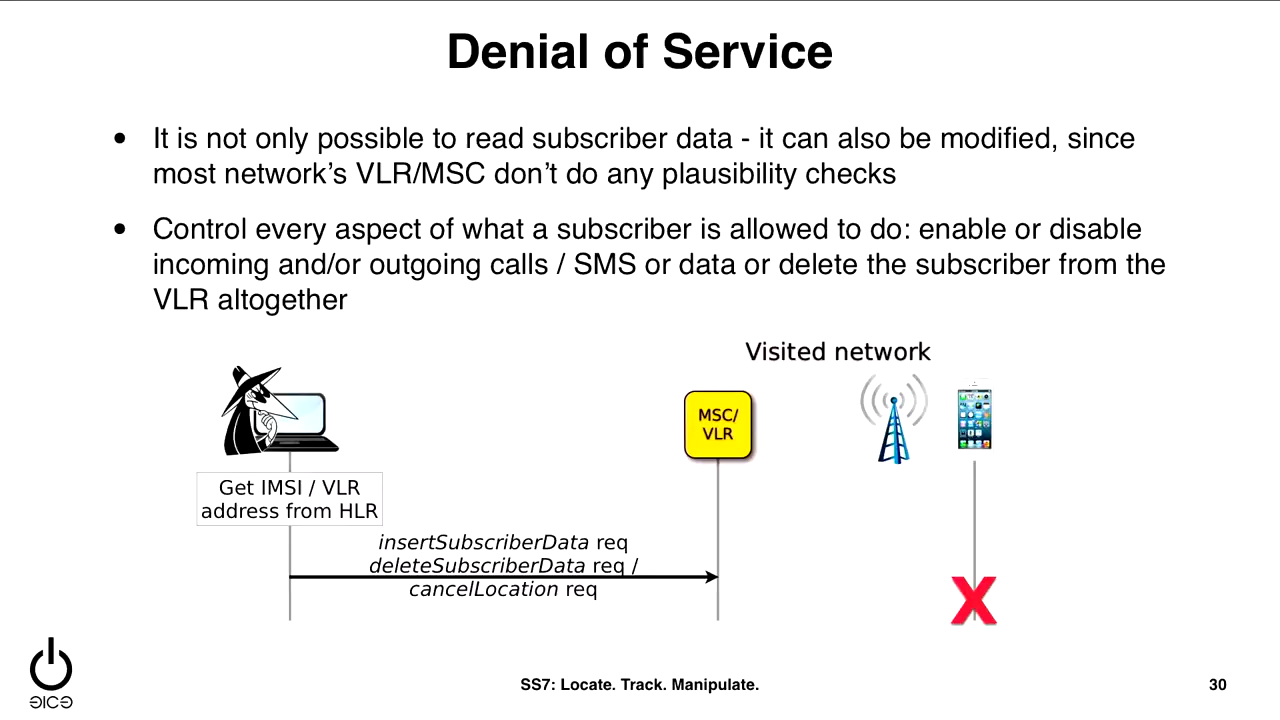 Denial of Service
• It is not only possible to read subscriber data - it can also be modified, since
most network’s VLR/MSC don’t do any plausibility checks
• Control every aspect of what a subscriber is allowed to do: enable or disable
incoming and/or outgoing calls / SMS or data or delete the subscriber from the
VLR altogether
Visited network
MSC/
VLR
Get IMSI / VLR
address from HLR
insertSubscriberData req
deleteSubscriberData req /
cancelLocation req
X
SS7: Locate. Track. Manipulate.
30